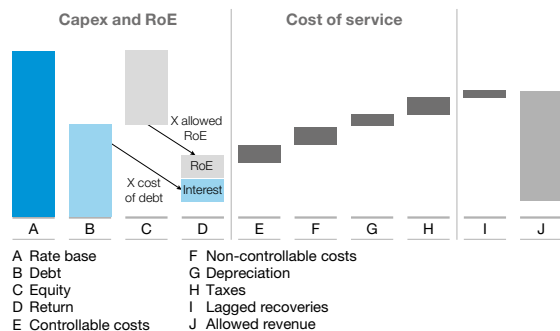 Capex and RoE
Cost of service
X allowed
RoE
RoE
Interest
X cost
of debt
A B C D E F G H I J
A Rate base
B Debt
C Equity
D Return
E Controllable costs
F Non-controllable costs
G Depreciation
H Taxes
I Lagged recoveries
J Allowed revenue